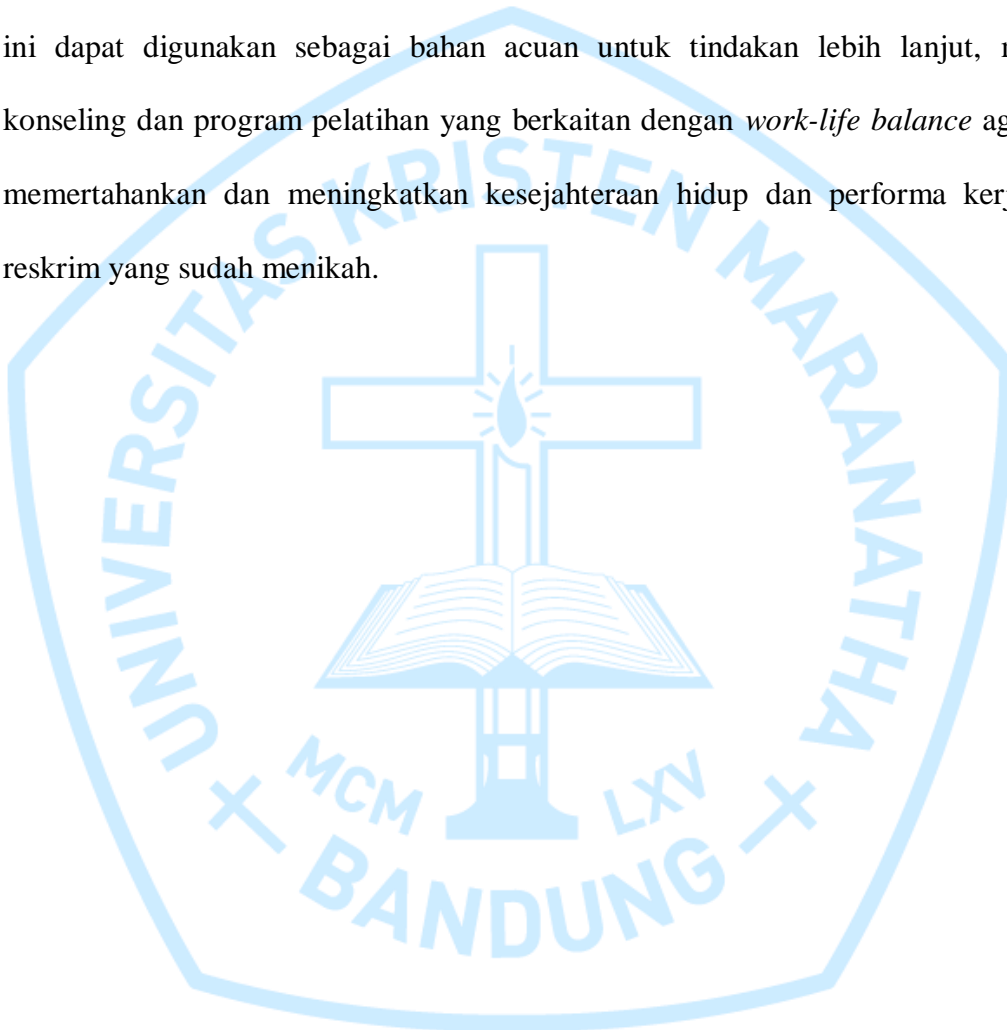 ini dapat digunakan sebagai bahan acuan untuk tindakan lebih lanjut,
konseling dan program pelatihan yang berkaitan dengan work-life balance
memertahankan dan meningkatkan kesejahteraan hidup dan performa
reskrim yang sudah menikah.
UNIVERSITAS KRISTEN MARANATHA
MCM LXV
BANDUNG